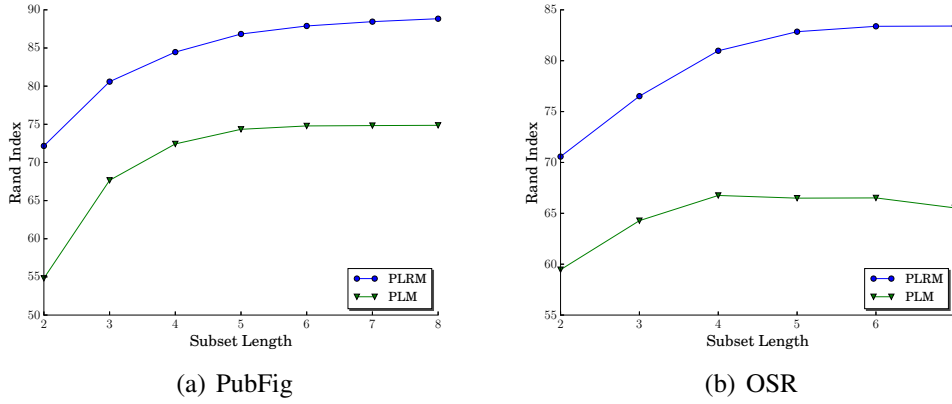 90
85
80
75
70
65
60
55
50
Rand Index
2 3 4 5 6 7 8
Subset Length
PLRM
PLM
(a) PubFig
85
80
75
70
65
60
55
Rand Index
2 3 4 5 6
Subset Length
PLRM
PLM
(b) OSR